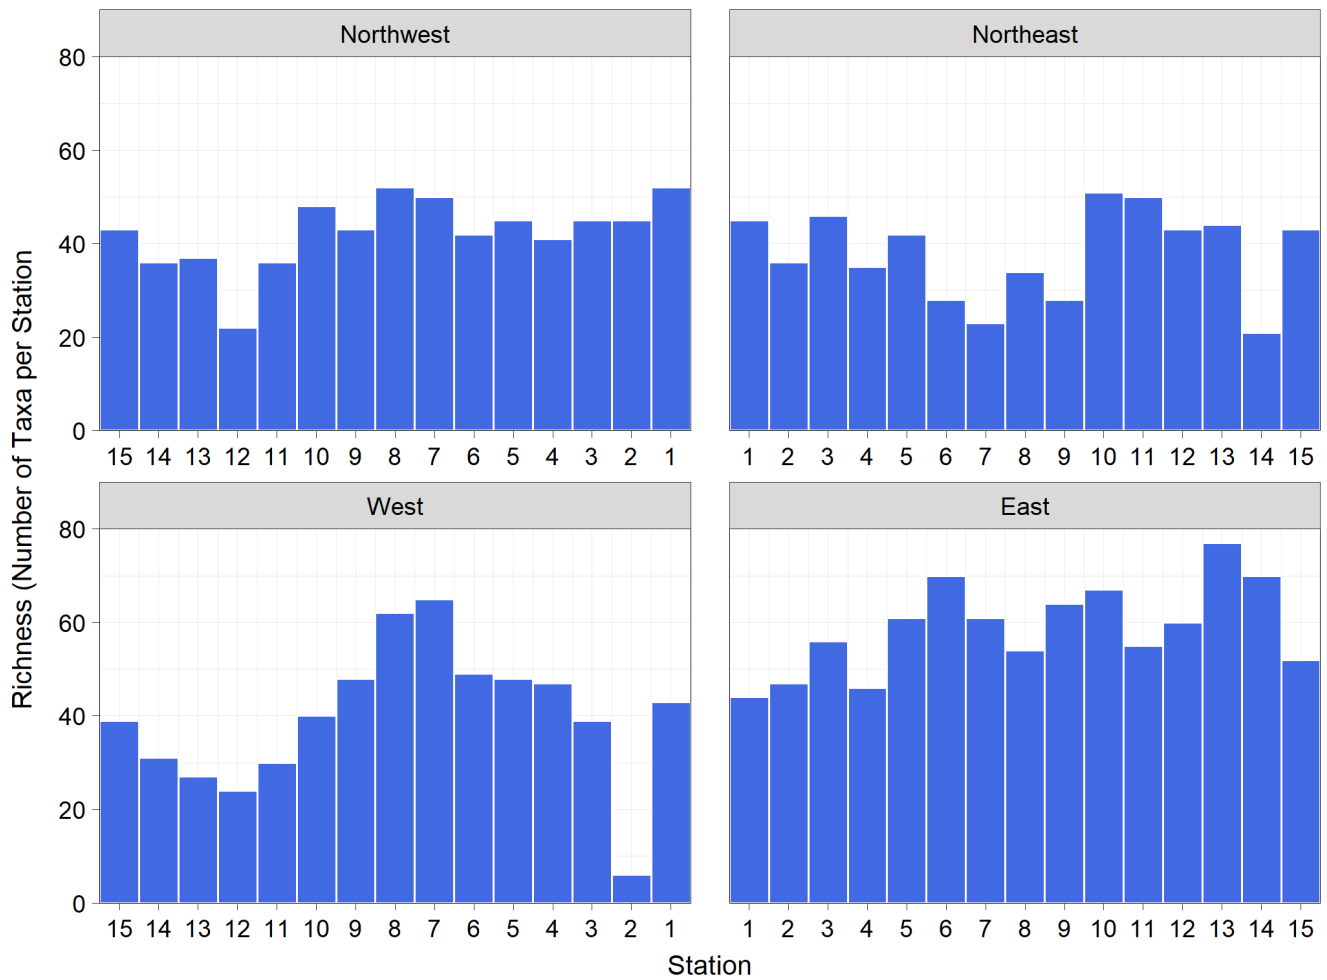 Northwest
Northeast
80
60
40
20
0
15 14 13 12 11 10 9 8 7 6 5 4 3 2 1
1 2 3 4 5 6 7 8 9 10 11 12 13 14 15
West
East
80
60
40
20
0
15 14 13 12 11 10 9 8 7 6 5 4 3 2 1
1 2 3 4 5 6 7 8 9 10 11 12 13 14 15
Station
Richness (Number of Taxa per Station